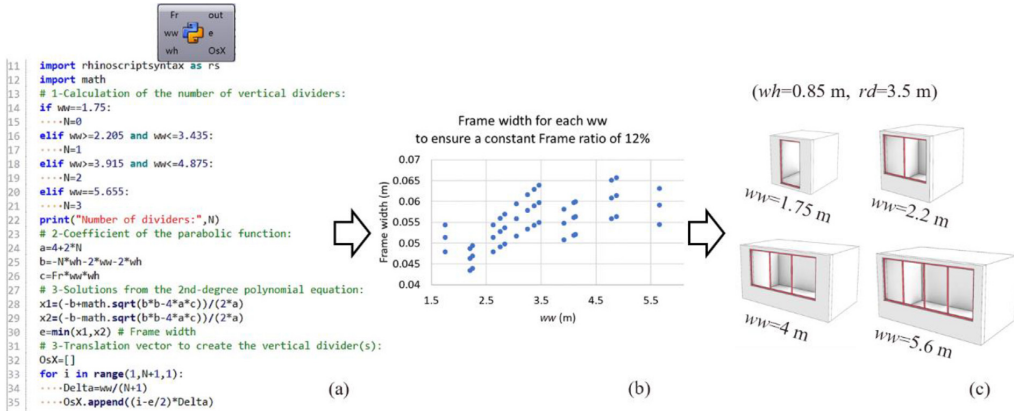 Fr out
ww e
wh OsX
11 import rhinoscriptsyntax as rs
12 import math
13 # 1-Calculation of the number of vertical dividers:
14 if ww==1.75:
15 ····N=0
16 elif ww>=2.205 and ww<=3.435:
17 ····N=1
18 elif ww>=3.915 and ww<=4.875:
19 ····N=2
20 elif ww==5.655:
21 ····N=3
22 print("Number of dividers:",N)
23 # 2-Coefficient of the parabolic function:
24 a=4+2*N
25 b=-N*wh-2*ww-2*wh
26 c=Fr*ww*wh
27 # 3-Solutions from the 2nd-degree polynomial equation:
28 x1=(-b+math.sqrt(b*b-4*a*c))/(2*a)
29 x2=(-b-math.sqrt(b*b-4*a*c))/(2*a)
30 e=min(x1,x2) # Frame width
31 # 3-Translation vector to create the vertical divider(s):
32 OsX=[]
33 for i in range(1,N+1,1):
34 ····Delta=ww/(N+1)
35 ····OsX.append((i-e/2)*Delta)
(a)
Frame width for each ww
to ensure a constant Frame ratio of 12%
Frame width (m)
0.07
0.065
0.06
0.055
0.05
0.045
0.04
1.5 2.5 3.5 4.5 5.5
ww (m)
(b)
(wh=0.85 m, rd=3.5 m)
ww=1.75 m
ww=2.2 m
ww=4 m
ww=5.6 m
(c)